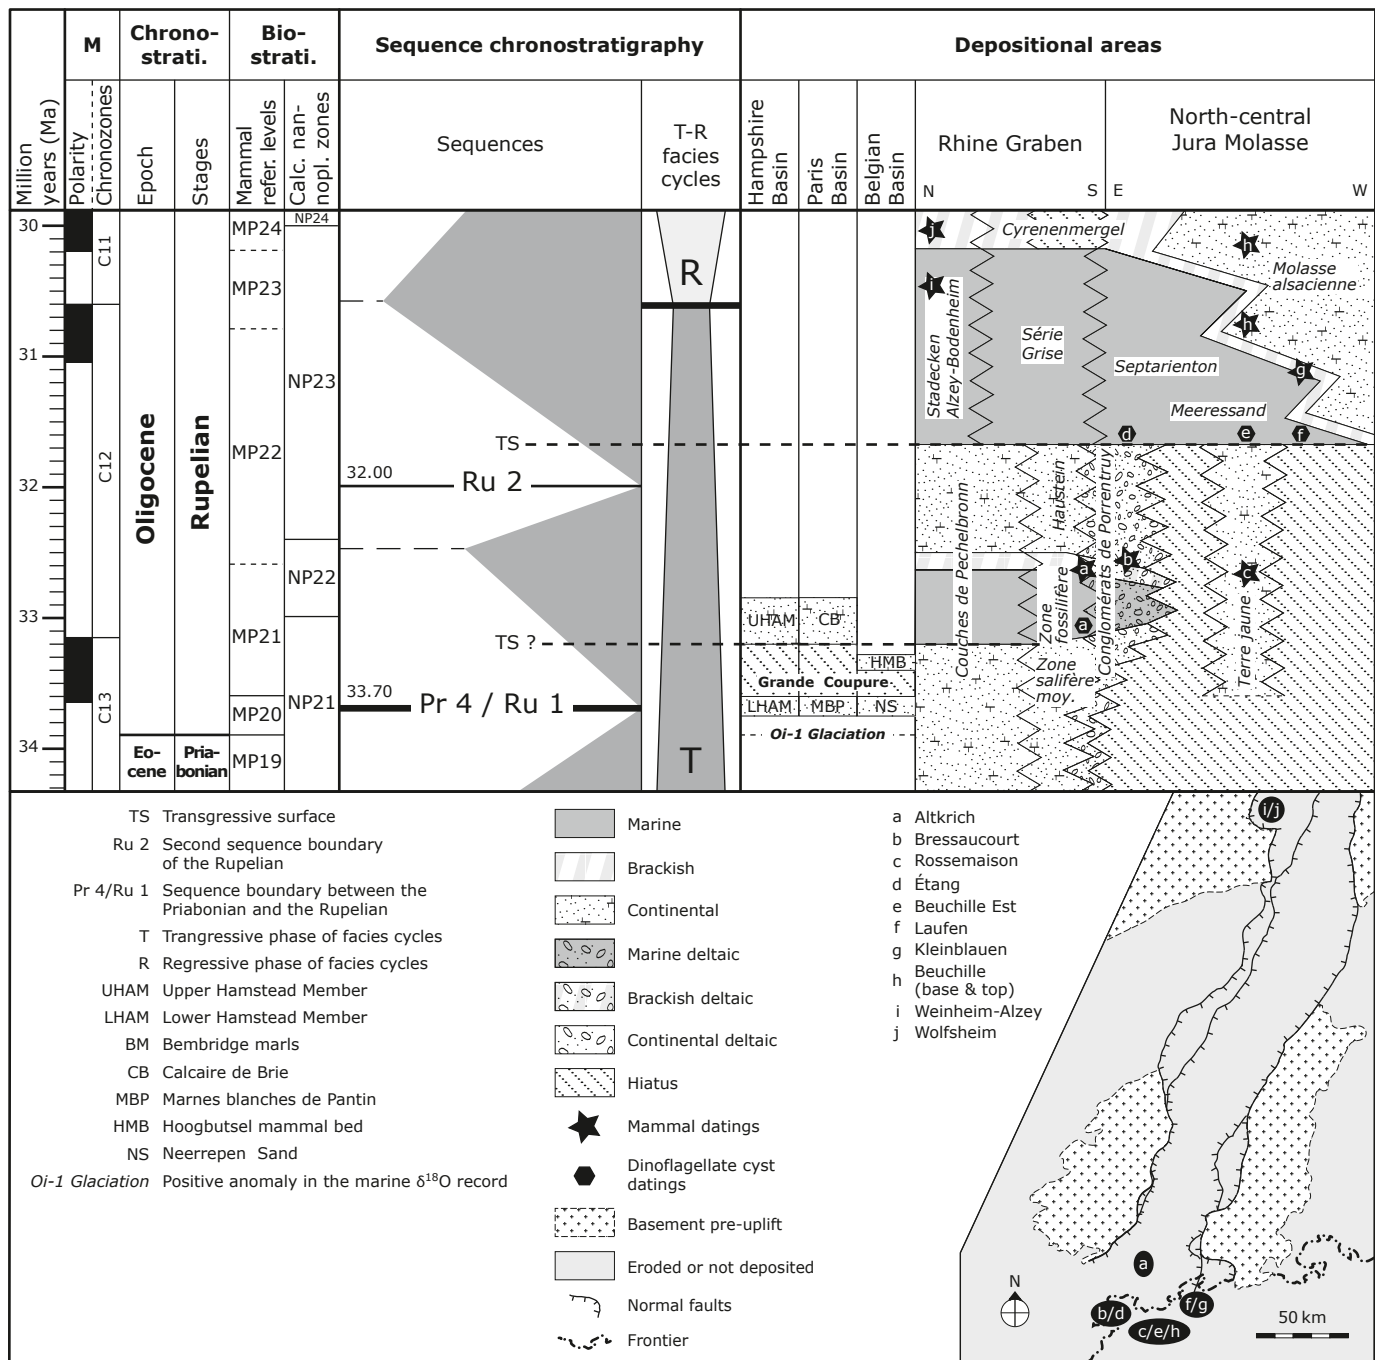 M
Chrono-
strati.
Bio-
strati.
Sequence chronostratigraphy
Depositional areas
Million
years (Ma)
Polarity
Chronozones
Epoch
Stages
Mammal
refer. levels
Calc. nan-
nopl. zones
Sequences
T-R
facies
cycles
Hampshire
Basin
Paris
Basin
Belgian
Basin
Rhine Graben
N
S
North-central
Jura Molasse
E
W
30
31
32
33
34
C11
C12
C13
Oligocene
Eo-
cene
Rupelian
Pria-
bonian
MP24
MP23
MP22
MP21
MP20
MP19
NP24
NP23
NP22
NP21
TS
32.00
Ru 2
TS ?
33.70
Pr 4 / Ru 1
R
T
UHAM
CB
HMB
Grande Coupure
LHAM
MBP
NS
Oi-1 Glaciation
j
i
Stadecken
Alzey-Bodenheim
Cyrenenmergel
Série
Grise
Septarienton
Meeressand
Molasse
alsacienne
h
h
g
d
e
f
Couches de Pechelbronn
Haustein
Zone
fossilifère
Zone
salifère
moy.
Conglomérats de Porrentruy
Terre jaune
a
a
b
c
TS Transgressive surface
Ru 2 Second sequence boundary
of the Rupelian
Pr 4/Ru 1 Sequence boundary between the
Priabonian and the Rupelian
T Trangressive phase of facies cycles
R Regressive phase of facies cycles
UHAM Upper Hamstead Member
LHAM Lower Hamstead Member
BM Bembridge marls
CB Calcaire de Brie
MBP Marnes blanches de Pantin
HMB Hoogbutsel mammal bed
NS Neerrepen Sand
Oi-1 Glaciation Positive anomaly in the marine δ18O record
Marine
Brackish
Continental
Marine deltaic
Brackish deltaic
Continental deltaic
Hiatus
Mammal datings
Dinoflagellate cyst
datings
Basement pre-uplift
Eroded or not deposited
Normal faults
Frontier
a Altkrich
b Bressaucourt
c Rossemaison
d Étang
e Beuchille Est
f Laufen
g Kleinblauen
h Beuchille
(base & top)
i Weinheim-Alzey
j Wolfsheim
i/j
a
b/d
f/g
c/e/h
N
50 km